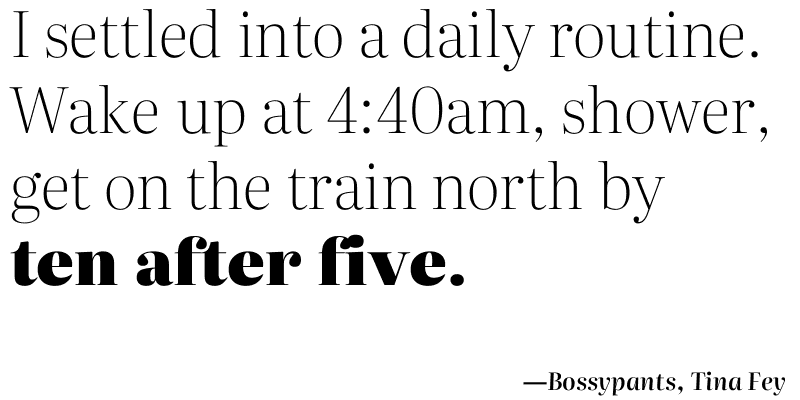 I settled into a daily routine.
Wake up at 4:40am, shower,
get on the train north by
ten after five.
—Bossypants, Tina Fey